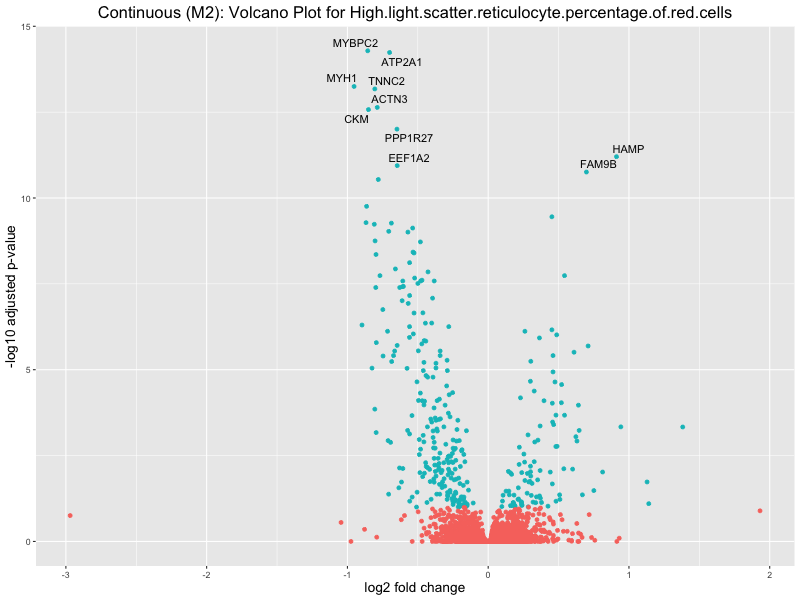 Continuous (M2): Volcano Plot for High.light.scatter.reticulocyte.percentage.of.red.cells
15
MYBPC2
ATP2A1
MYH1
TNNC2
ACTN3
CKM
PPP1R27
HAMP
EEF1A2
FAM9B
10
-log10 adjusted p-value
5
0
-3 -2 -1 0 1 2
log2 fold change